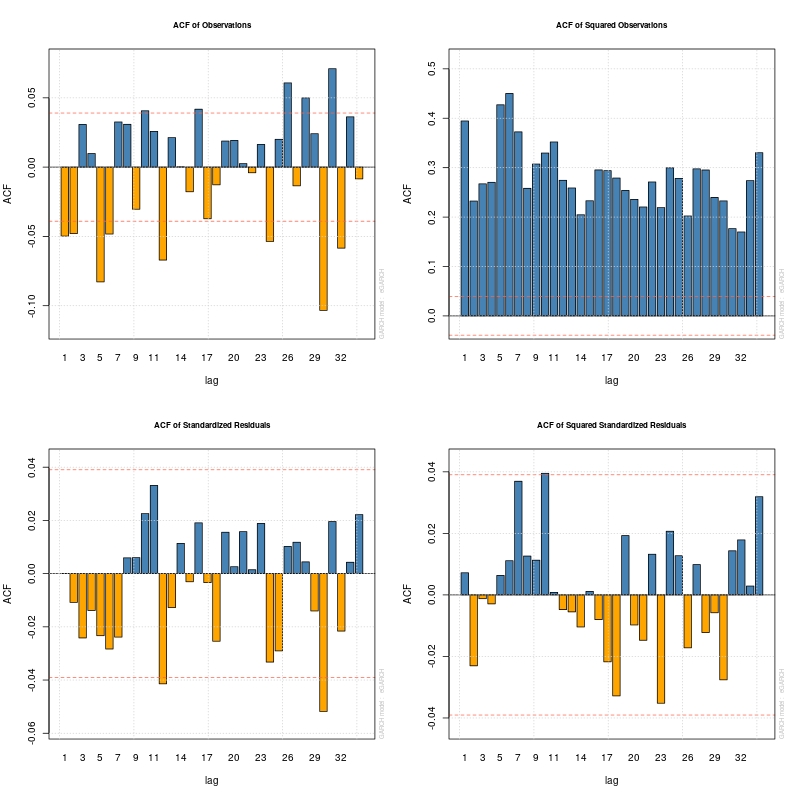 ACF of Observations
ACF
0.05
0.00
-0.05
-0.10
1 3 5 7 9 11 14 17 20 23 26 29 32
lag
GARCH model : eGARCH
ACF of Squared Observations
ACF
0.5
0.4
0.3
0.2
0.1
0.0
1 3 5 7 9 11 14 17 20 23 26 29 32
lag
GARCH model : eGARCH
ACF of Standardized Residuals
ACF
0.04
0.02
0.00
-0.02
-0.04
-0.06
1 3 5 7 9 11 14 17 20 23 26 29 32
lag
GARCH model : eGARCH
ACF of Squared Standardized Residuals
ACF
0.04
0.02
0.00
-0.02
-0.04
1 3 5 7 9 11 14 17 20 23 26 29 32
lag
GARCH model : eGARCH